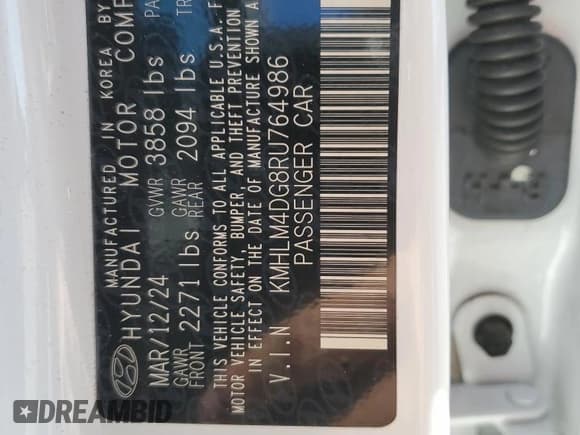 MANUFACTURED IN KOREA BY
HYUNDAI MOTOR COMP
MAR/12/24 GVWR 3858 lbs PA
GAWR FRONT 2271 lbs GAWR REAR 2094 lbs TR
THIS VEHICLE CONFORMS TO ALL APPLICABLE U.S.A. F
MOTOR VEHICLE SAFETY, BUMPER, AND THEFT PREVENTION
IN EFFECT ON THE DATE OF MANUFACTURE SHOWN A
V.I.N KMHLM4DG8RU764986
PASSENGER CAR
DREAMBID